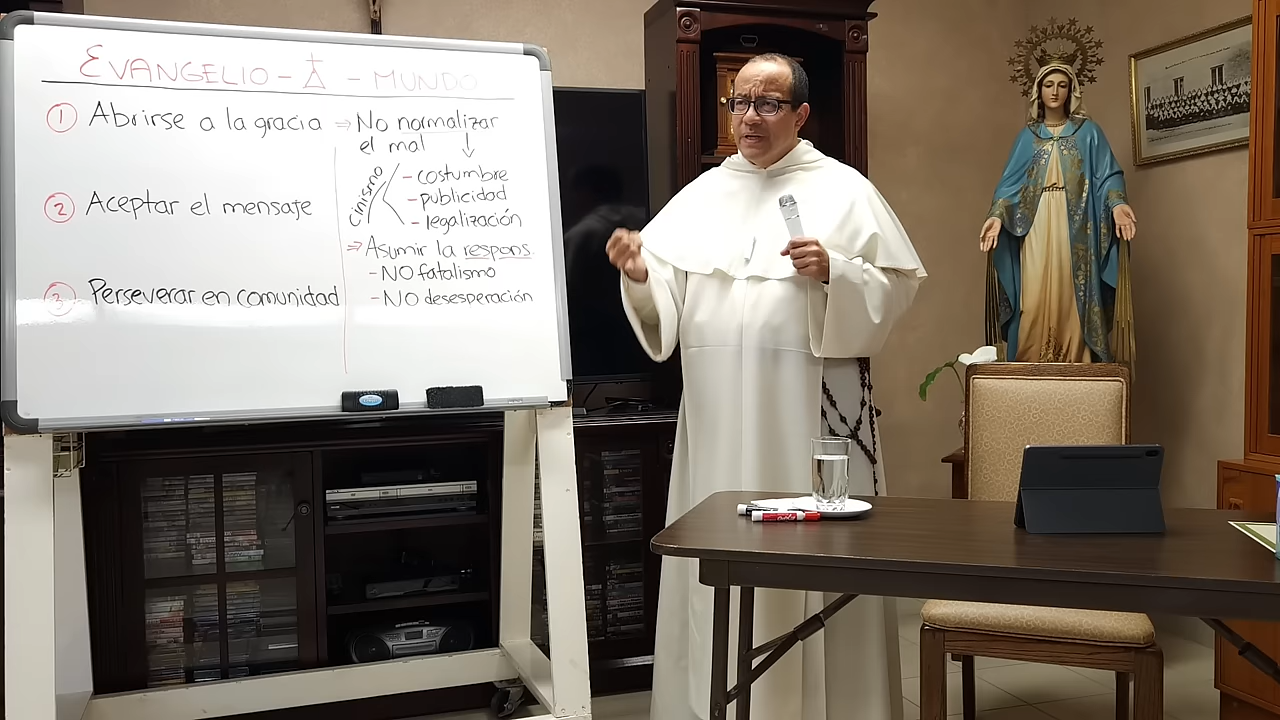 EVANGELIO - - MUNDO
① Abrirse a la gracia
② Aceptar el mensaje
③ Perseverar en comunidad
⇒ No normalizar
el mal
↓
cinismo
- costumbre
- publicidad
- legalización
⇒ Asumir la respons.
- NO fatalismo
- NO desesperación